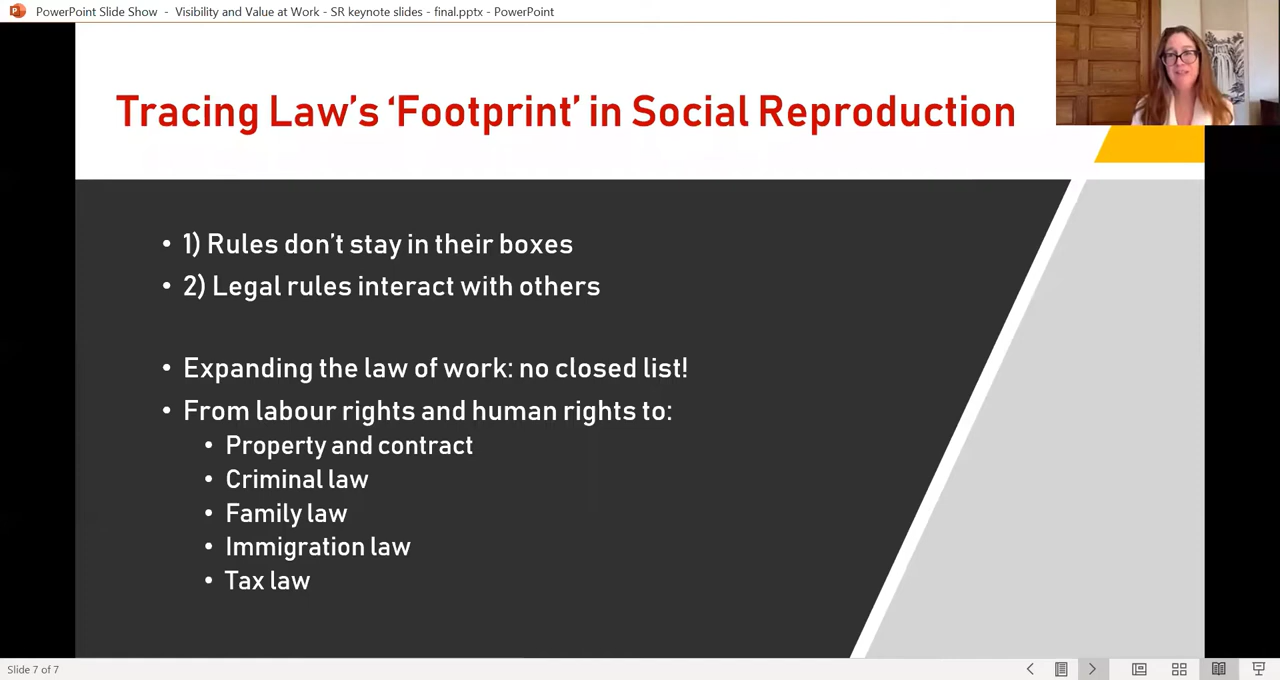 PowerPoint Slide Show - Visibility and Value at Work - SR keynote slides - final.pptx - PowerPoint
Tracing Law's ‘Footprint’ in Social Reproduction
• 1) Rules don't stay in their boxes
• 2) Legal rules interact with others
• Expanding the law of work: no closed list!
• From labour rights and human rights to:
• Property and contract
• Criminal law
• Family law
• Immigration law
• Tax law
Slide 7 of 7